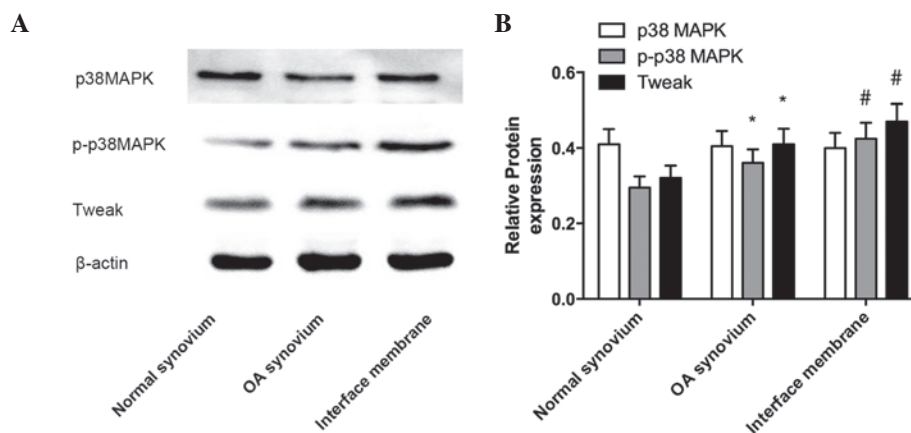 A
p38MAPK
p-p38MAPK
Tweak
β-actin
Normal synovium
OA synovium
Interface membrane
B
p38 MAPK
p-p38 MAPK
Tweak
Relative Protein
expression
0.6
0.4
0.2
0.0
*
*
#
#
Normal synovium
OA synovium
Interface membrane